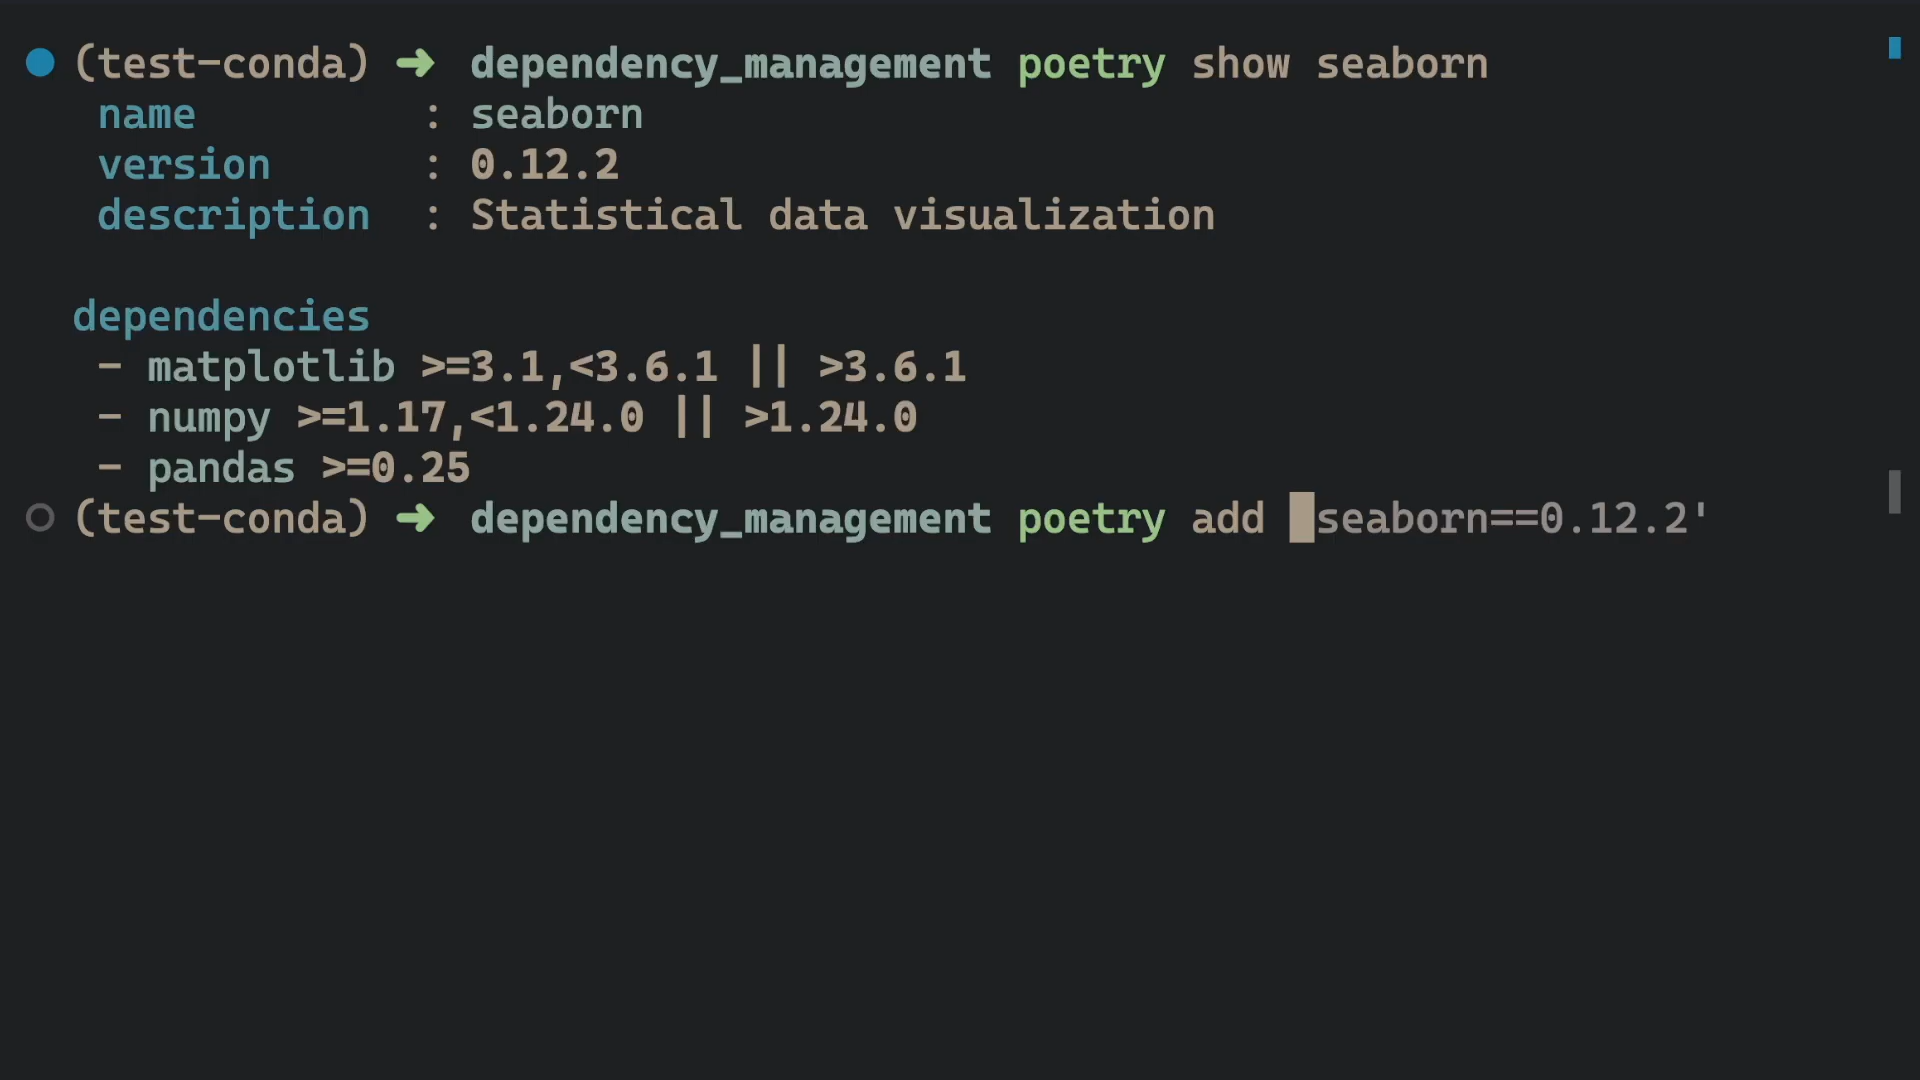 (test-conda) ➜ dependency_management poetry show seaborn
name : seaborn
version : 0.12.2
description : Statistical data visualization
dependencies
- matplotlib >=3.1,<3.6.1 || >3.6.1
- numpy >=1.17,<1.24.0 || >1.24.0
- pandas >=0.25
(test-conda) ➜ dependency_management poetry add seaborn==0.12.2'